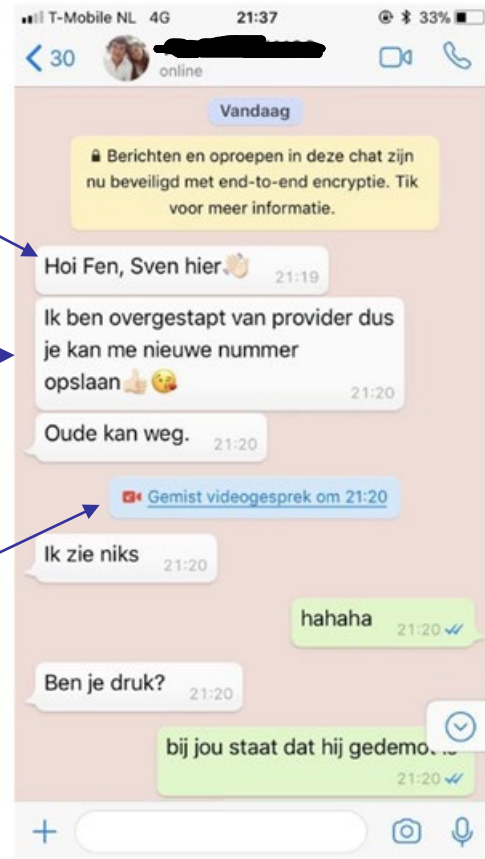 T-Mobile NL 4G 21:37 33%
30
online
Vandaag
Berichten en oproepen in deze chat zijn
nu beveiligd met end-to-end encryptie. Tik
voor meer informatie.
Hoi Fen, Sven hier👋🏻 21:19
Ik ben overgestapt van provider dus
je kan me nieuwe nummer
opslaan👍🏻😘 21:20
Oude kan weg. 21:20
Gemist videogesprek om 21:20
Ik zie niks 21:20
hahaha 21:20
Ben je druk? 21:20
bij jou staat dat hij
21:20